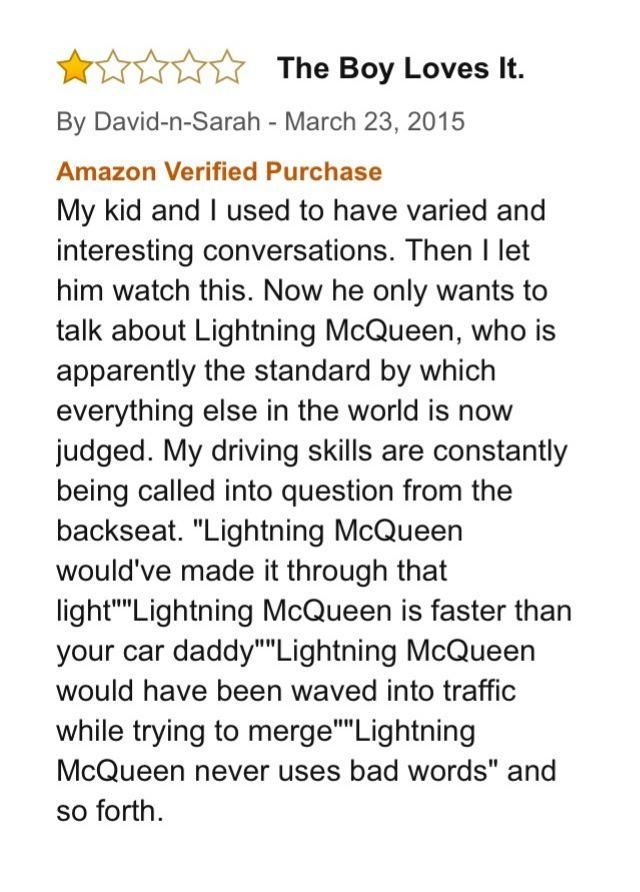 The Boy Loves It.
By David-n-Sarah - March 23, 2015
Amazon Verified Purchase
My kid and I used to have varied and
interesting conversations. Then I let
him watch this. Now he only wants to
talk about Lightning McQueen, who is
apparently the standard by which
everything else in the world is now
judged. My driving skills are constantly
being called into question from the
backseat. "Lightning McQueen
would've made it through that
light""Lightning McQueen is faster than
your car daddy""Lightning McQueen
would have been waved into traffic
while trying to merge""Lightning
McQueen never uses bad words" and
so forth.